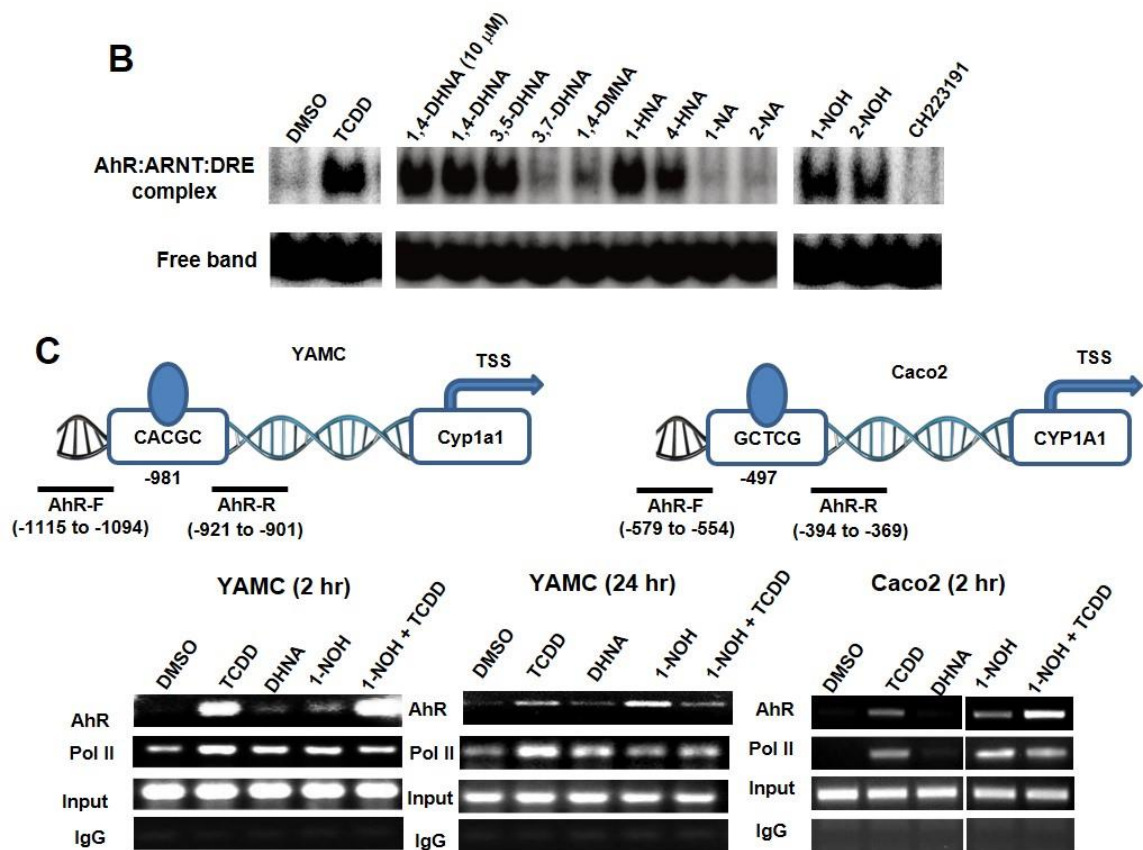 B
DMSO
TCDD
1,4-DHNA (10 μM)
1,4-DHNA
3,5-DHNA
3,7-DHNA
1,4-DMNA
1-HNA
4-HNA
1-NA
2-NA
1-NOH
2-NOH
CH223191
AhR:ARNT:DRE
complex
Free band
C
YAMC
TSS
CACGC
Cyp1a1
-981
AhR-F
(-1115 to -1094)
AhR-R
(-921 to -901)
Caco2
TSS
GCTCG
CYP1A1
-497
AhR-F
(-579 to -554)
AhR-R
(-394 to -369)
YAMC (2 hr)
DMSO
TCDD
DHNA
1-NOH
1-NOH + TCDD
AhR
Pol II
Input
IgG
YAMC (24 hr)
DMSO
TCDD
DHNA
1-NOH
1-NOH + TCDD
AhR
Pol II
Input
IgG
Caco2 (2 hr)
DMSO
TCDD
DHNA
1-NOH
1-NOH + TCDD
AhR
Pol II
Input
IgG